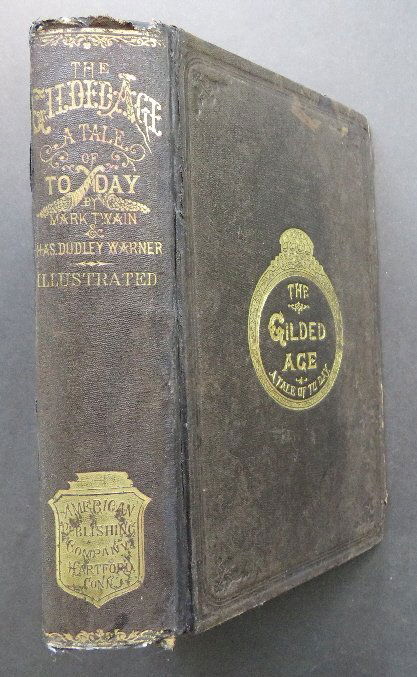 THE
GILDED AGE
A TALE
OF
TO DAY
BY
MARK TWAIN
&
HAS. DUDLEY WARNER
ILLUSTRATED
AMERICAN
PUBLISHING
COMPANY
HARTFORD
CONN.
THE
GILDED
AGE
A TALE OF TO DAY